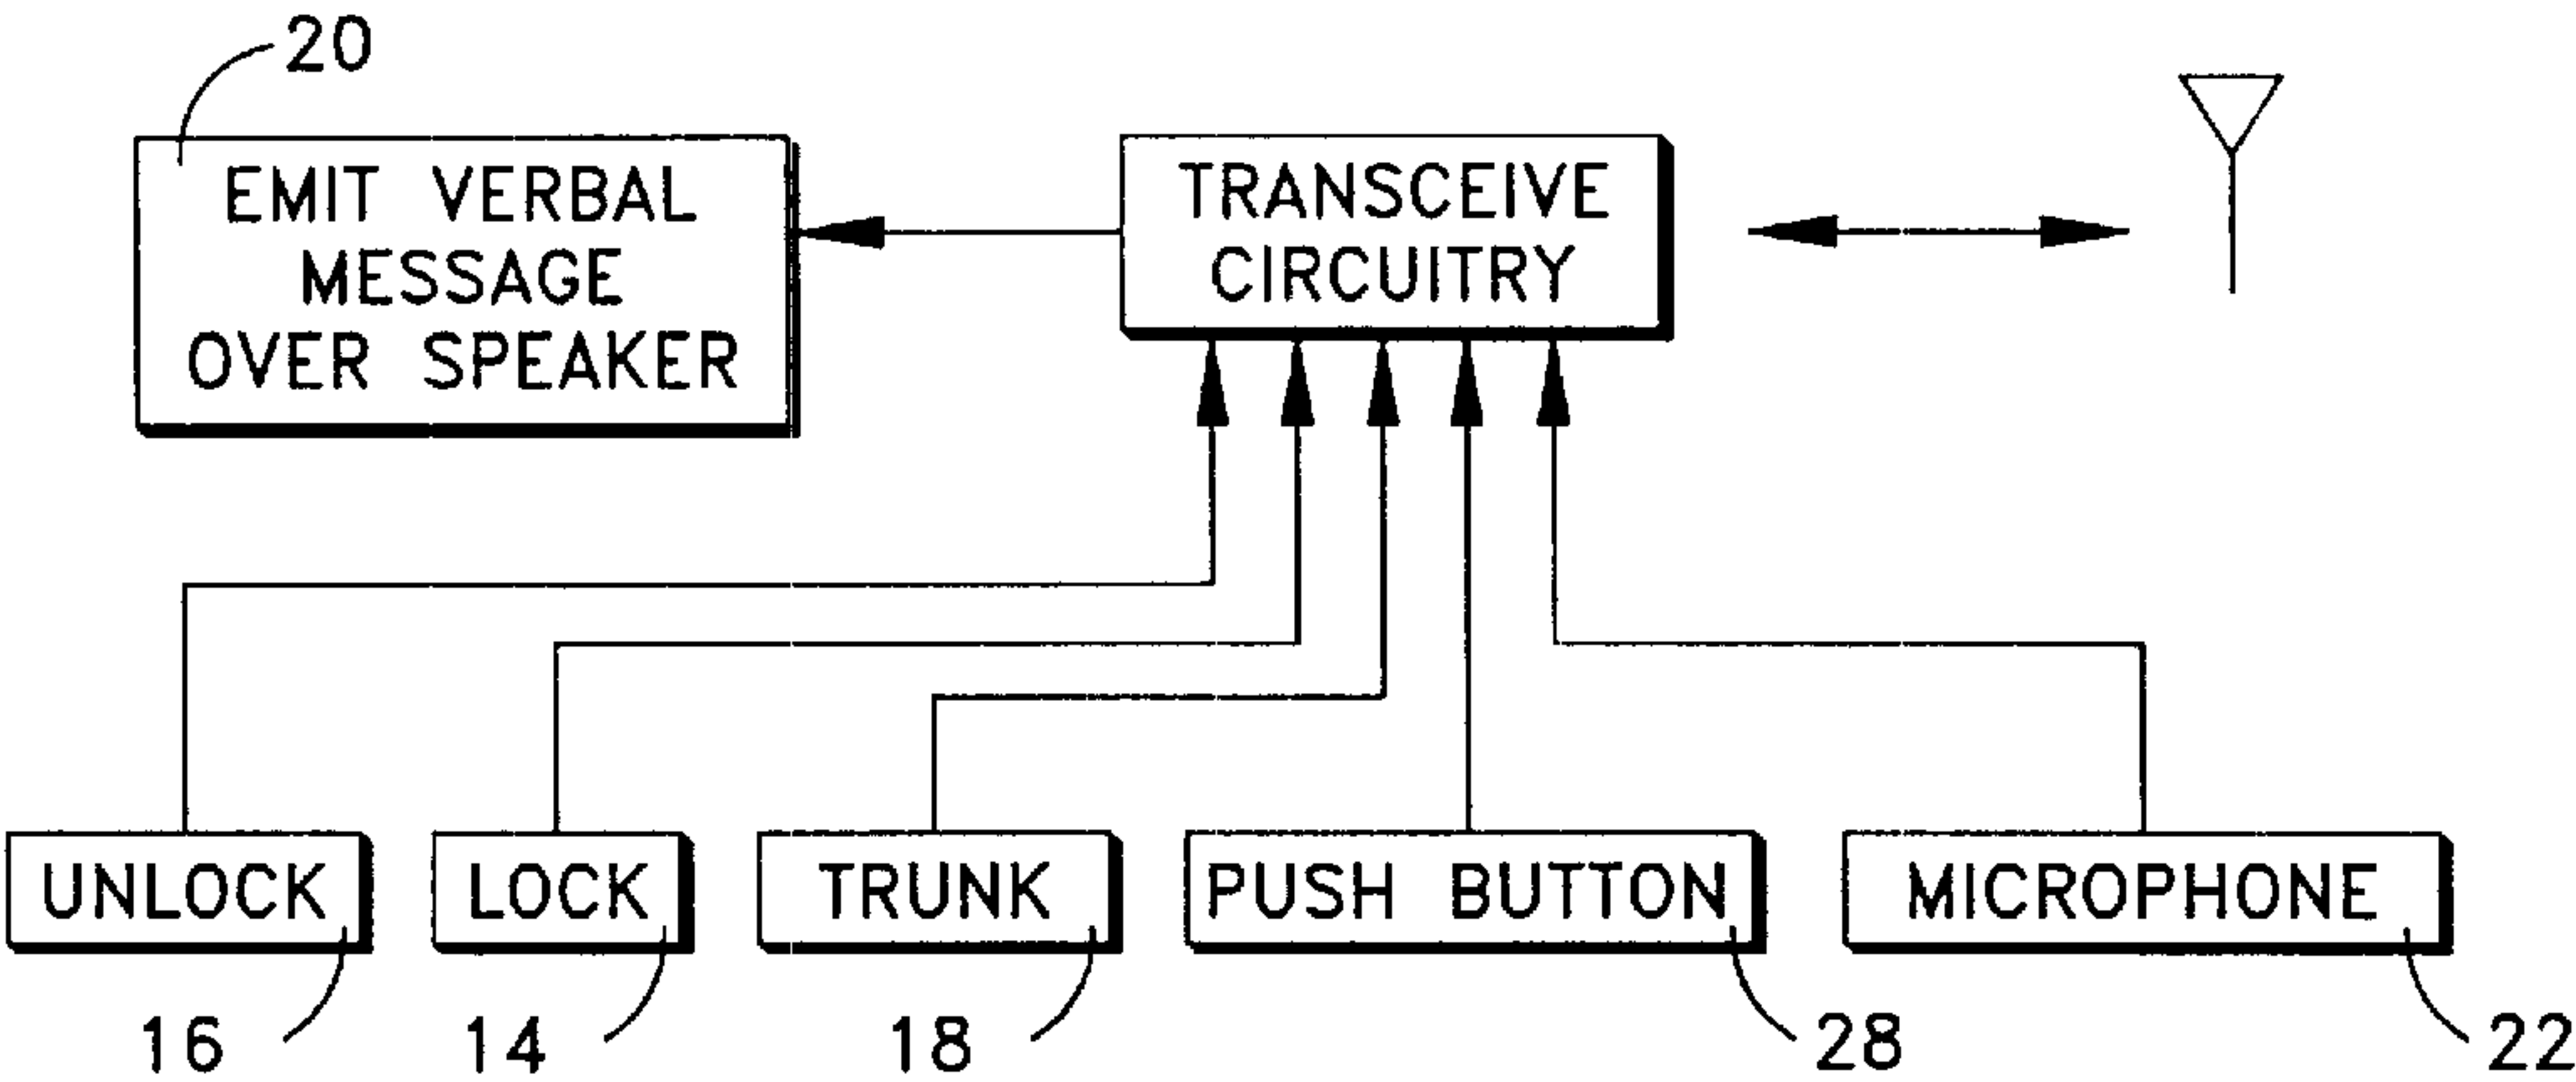 20
EMIT VERBAL
MESSAGE
OVER SPEAKER
TRANSCEIVE
CIRCUITRY
UNLOCK
LOCK
TRUNK
PUSH BUTTON
MICROPHONE
16
14
18
28
22